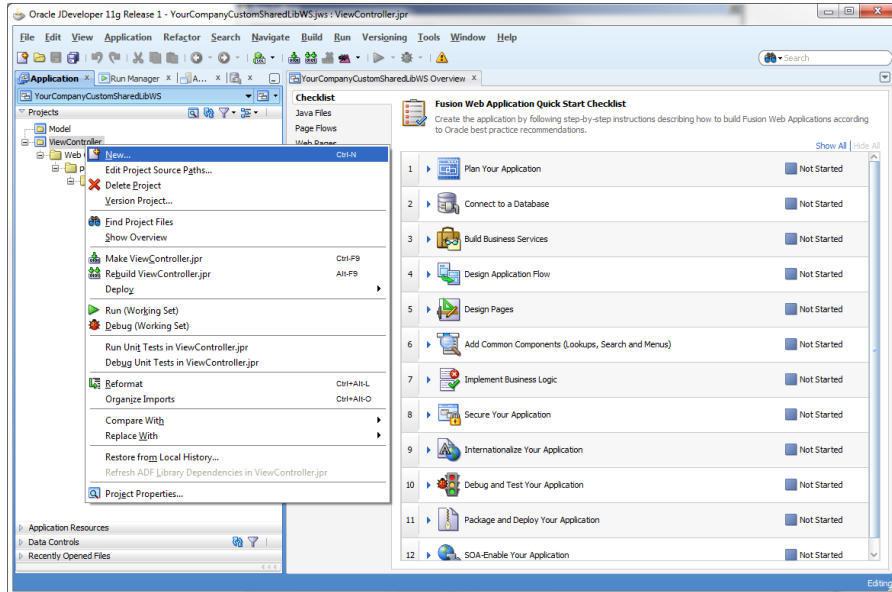 Oracle JDeveloper 11g Release 1 - YourCompanyCustomSharedLibWS.jws : ViewController.jpr
File Edit View Application Refactor Search Navigate Build Run Versioning Tools Window Help
Search
Application Run Manager A... YourCompanyCustomSharedLibWS Overview
YourCompanyCustomSharedLibWS
Projects
Model
ViewController
Web
p
New... Ctrl-N
Edit Project Source Paths...
Delete Project
Version Project...
Find Project Files
Show Overview
Make ViewController.jpr Ctrl-F9
Rebuild ViewController.jpr Alt-F9
Deploy
Run (Working Set)
Debug (Working Set)
Run Unit Tests in ViewController.jpr
Debug Unit Tests in ViewController.jpr
Reformat Ctrl+Alt-L
Organize Imports Ctrl+Alt-O
Compare With
Replace With
Restore from Local History...
Refresh ADF Library Dependencies in ViewController.jpr
Project Properties...
Application Resources
Data Controls
Recently Opened Files
Checklist
Java Files
Page Flows
Web Pages
Fusion Web Application Quick Start Checklist
Create the application by following step-by-step instructions describing how to build Fusion Web Applications according
to Oracle best practice recommendations.
Show All Hide All
1 Plan Your Application Not Started
2 Connect to a Database Not Started
3 Build Business Services Not Started
4 Design Application Flow Not Started
5 Design Pages Not Started
6 Add Common Components (Lookups, Search and Menus) Not Started
7 Implement Business Logic Not Started
8 Secure Your Application Not Started
9 Internationalize Your Application Not Started
10 Debug and Test Your Application Not Started
11 Package and Deploy Your Application Not Started
12 SOA-Enable Your Application Not Started
Editing